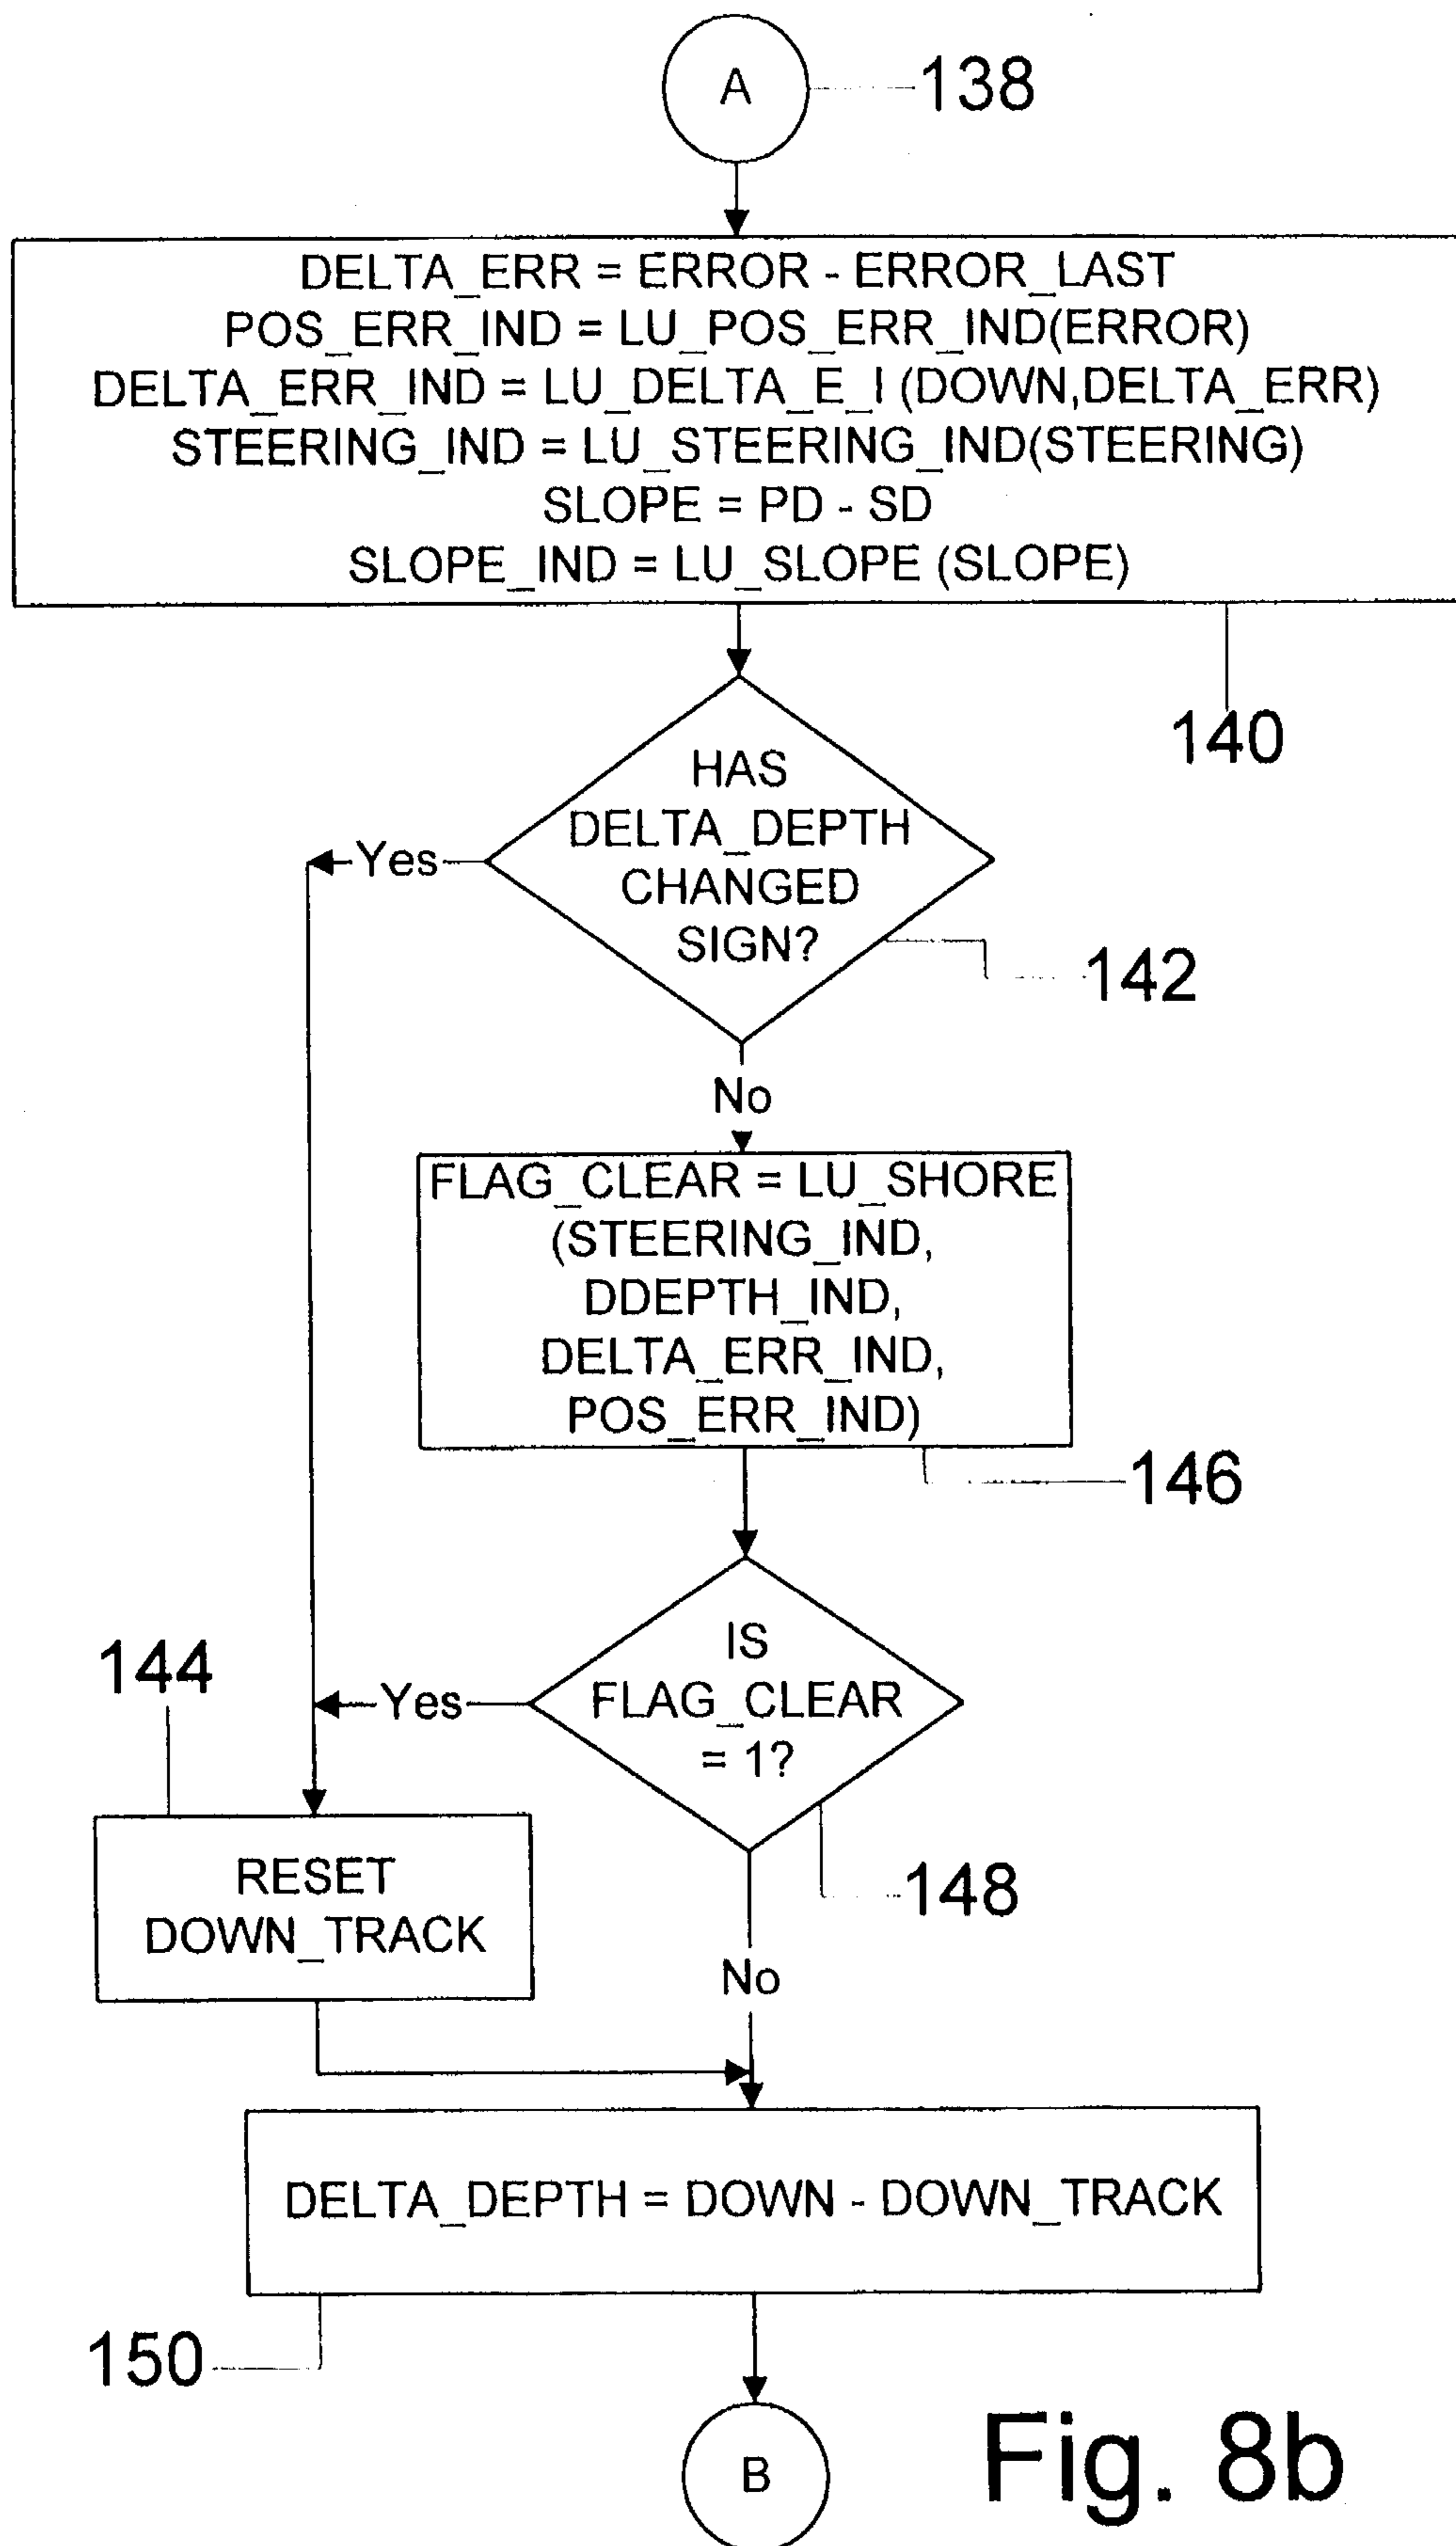 A
138
DELTA_ERR = ERROR - ERROR_LAST
POS_ERR_IND = LU_POS_ERR_IND(ERROR)
DELTA_ERR_IND = LU_DELTA_E_I (DOWN,DELTA_ERR)
STEERING_IND = LU_STEERING_IND(STEERING)
SLOPE = PD - SD
SLOPE_IND = LU_SLOPE (SLOPE)
140
HAS
DELTA_DEPTH
CHANGED
SIGN?
Yes
142
No
FLAG_CLEAR = LU_SHORE
(STEERING_IND,
DDEPTH_IND,
DELTA_ERR_IND,
POS_ERR_IND)
146
IS
FLAG_CLEAR
= 1?
Yes
144
148
RESET
DOWN_TRACK
No
DELTA_DEPTH = DOWN - DOWN_TRACK
150
B
Fig. 8b